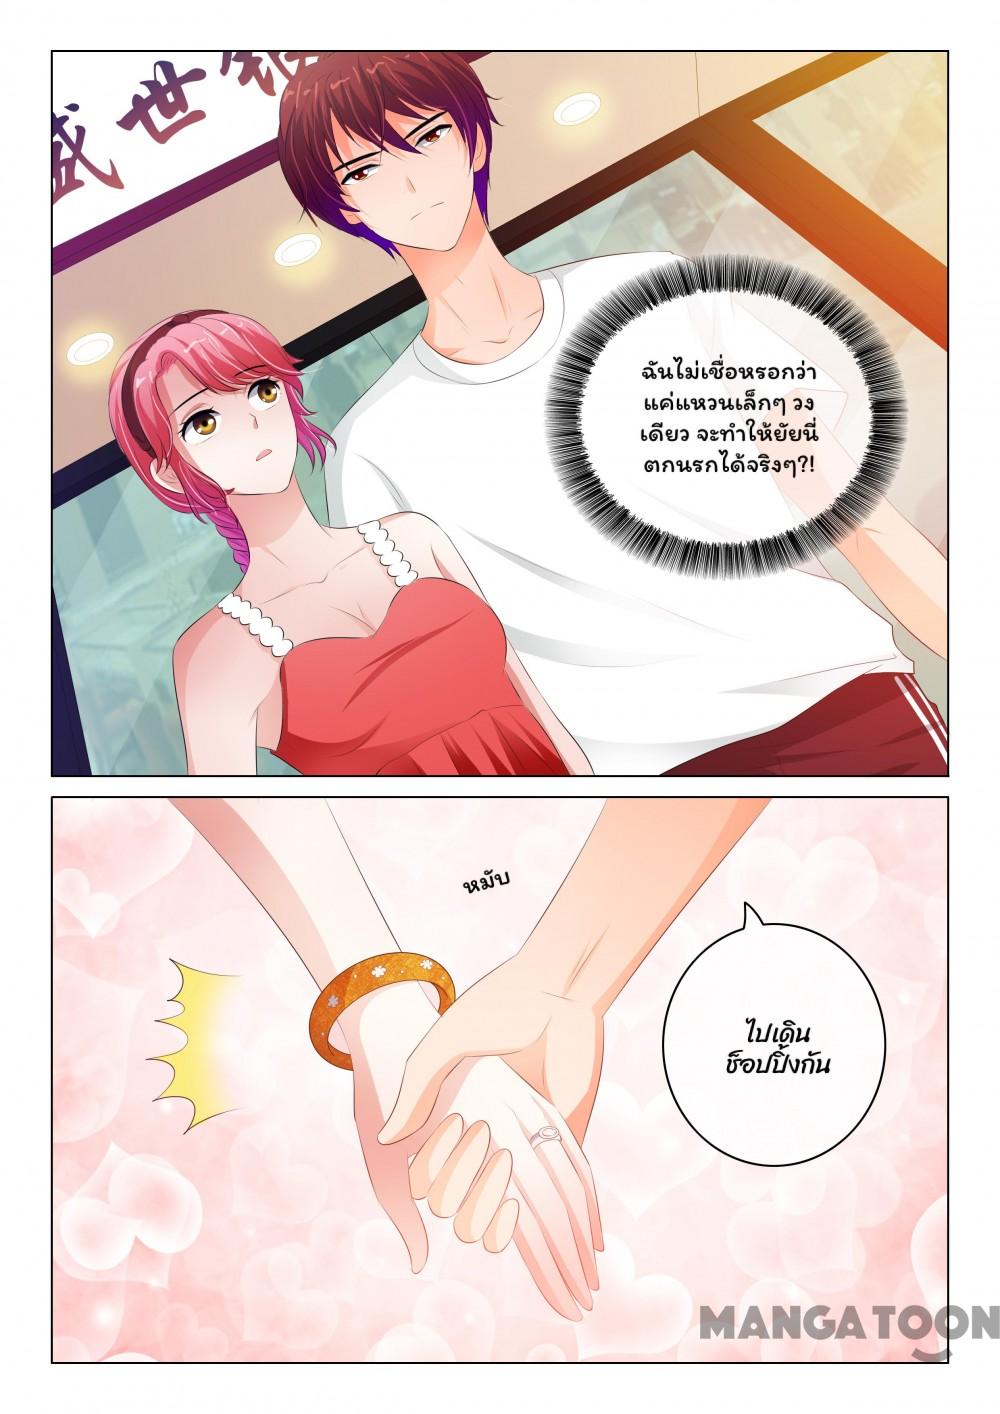 盛世
ฉันไม่เชื่อหรอกว่า
แค่แหวนเล็กๆ วง
เดียว จะทำให้ยัยนี่
ตกนรกได้จริงๆ?!
หมับ
ไปเดิน
ช็อปปิ้งกัน
MANGATOON